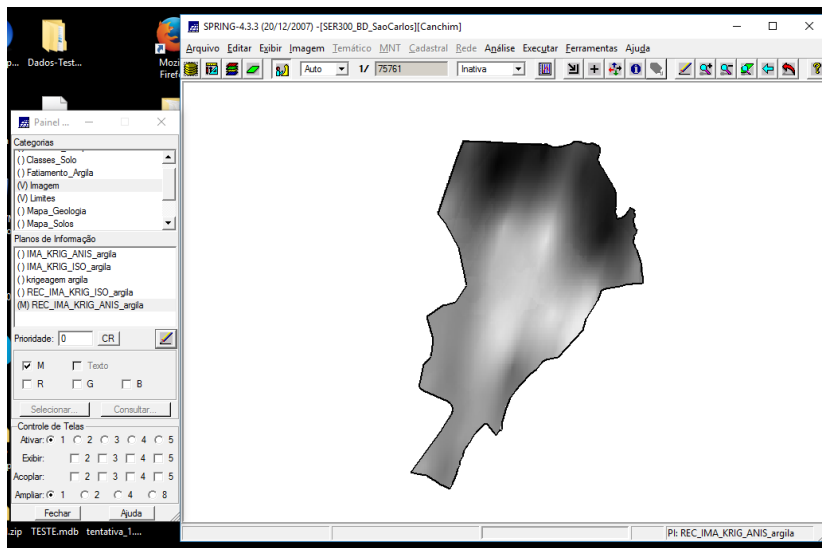 Dados-Test...
Mozi
Firef
SPRING-4.3.3 (20/12/2007) -[SER300_BD_SaoCarlos][Canchim]
Arquivo Editar Exibir Imagem Temático MNT Cadastral Rede Análise Executar Ferramentas Ajuda
Auto 1/ 75761 Inativa
Painel ...
Categorias
( ) Classes_Solo
( ) Fatiamento_Argila
(V) Imagem
(V) Limites
( ) Mapa_Geologia
( ) Mapa_Solos
Planos de Informação
( ) IMA_KRIG_ANIS_argila
( ) IMA_KRIG_ISO_argila
( ) krigeagem argila
( ) REC_IMA_KRIG_ISO_argila
(M) REC_IMA_KRIG_ANIS_argila
Prioridade: 0 CR
M Texto
R G B
Selecionar... Consultar...
Controle de Telas
Ativar: 1 2 3 4 5
Exibir: 2 3 4 5
Acoplar: 2 3 4 5
Ampliar: 1 2 4 8
Fechar Ajuda
.zip TESTE.mdb tentativa_1....
PI: REC_IMA_KRIG_ANIS_argila